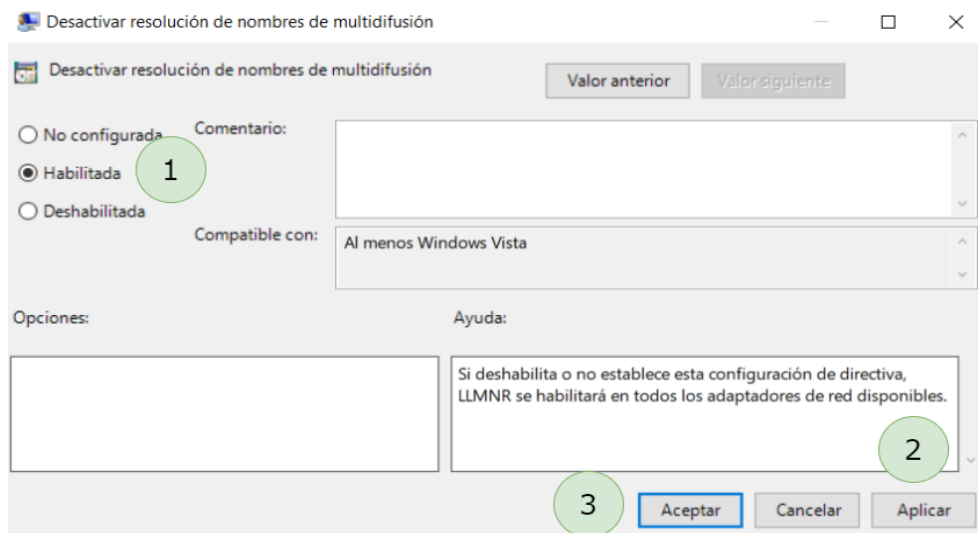 Desactivar resolución de nombres de multidifusión
Desactivar resolución de nombres de multidifusión
Valor anterior
Valor siguiente
No configurada
Comentario:
Habilitada
1
Deshabilitada
Compatible con:
Al menos Windows Vista
Opciones:
Ayuda:
Si deshabilita o no establece esta configuración de directiva,
LLMNR se habilitará en todos los adaptadores de red disponibles.
2
3
Aceptar
Cancelar
Aplicar